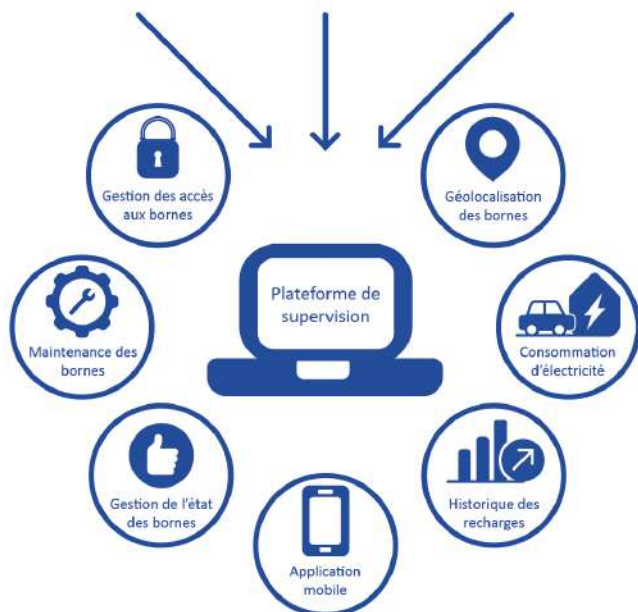 Gestion des accès
aux bornes
Géolocalisation
des bornes
Plateforme de
supervision
Maintenance des
bornes
Consommation
d'électricité
Gestion de l'état
des bornes
Historique des
recharges
Application
mobile